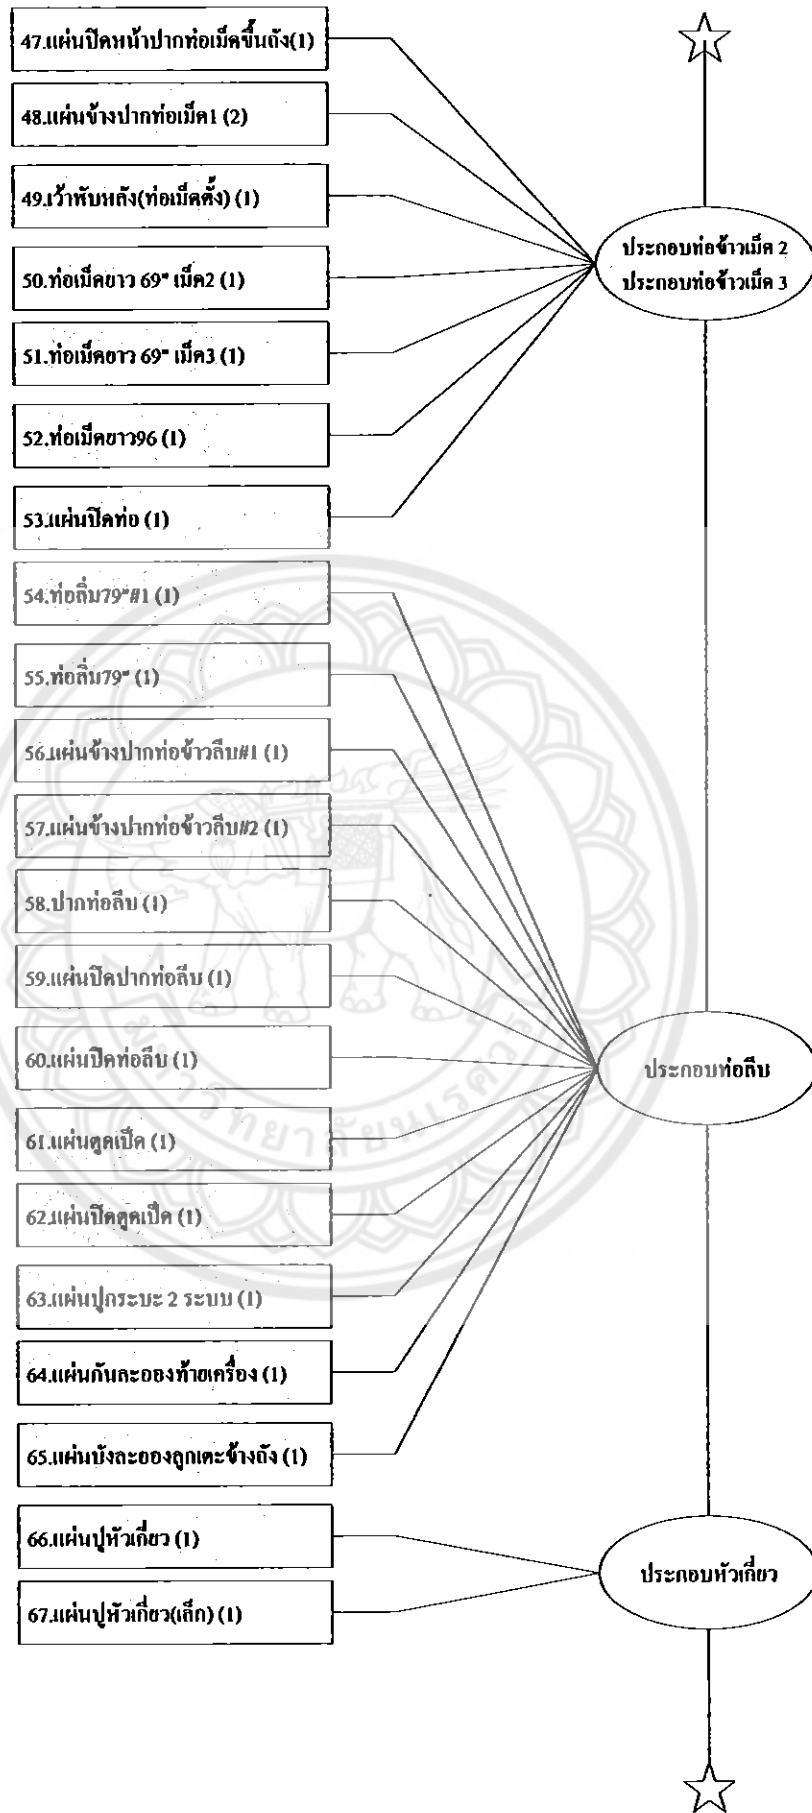 47.แผ่นปิดหน้าปากท่อเม็ดขึ้นถัง(1)
48.แผ่นข้างปากท่อเม็ด1 (2)
49.เว้าพับหลัง(ท่อเม็ดตั้ง) (1)
50.ท่อเม็ดยาว 69" เม็ด2 (1)
51.ท่อเม็ดยาว 69" เม็ด3 (1)
52.ท่อเม็ดยาว96 (1)
53.แผ่นปิดท่อ (1)
ประกอบท่อข้าวเม็ด 2
ประกอบท่อข้าวเม็ด 3
54.ท่อลิ่ม79"#1 (1)
55.ท่อลิ่ม79" (1)
56.แผ่นข้างปากท่อข้าวลีบ#1 (1)
57.แผ่นข้างปากท่อข้าวลีบ#2 (1)
58.ปากท่อลีบ (1)
59.แผ่นปิดปากท่อลีบ (1)
60.แผ่นปิดท่อลีบ (1)
61.แผ่นตูดเป็ด (1)
62.แผ่นปิดตูดเป็ด (1)
63.แผ่นปูกระบะ 2 ระบบ (1)
64.แผ่นกันละอองท้ายเครื่อง (1)
65.แผ่นบังละอองลูกเตะข้างถัง (1)
ประกอบท่อลีบ
66.แผ่นปูหัวเกี่ยว (1)
67.แผ่นปูหัวเกี่ยว(เล็ก) (1)
ประกอบหัวเกี่ยว
มหาวิทยาลัยนเรศวร